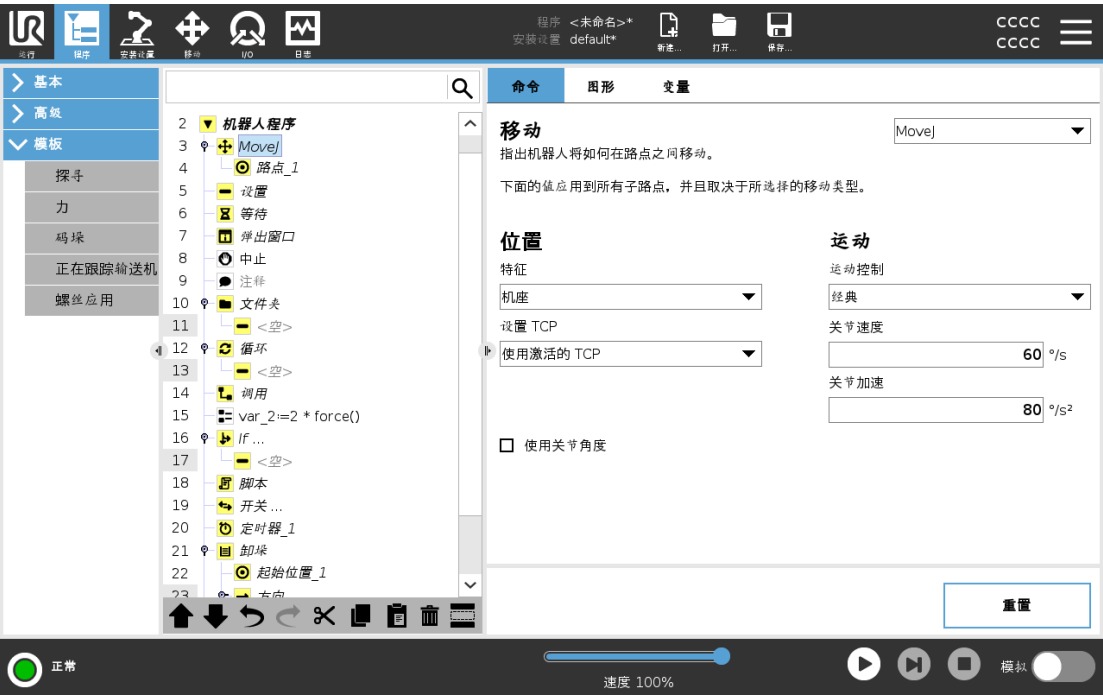 UR
运行
程序
安装设置
移动
I/O
日志
程序 <未命名>*
安装设置 default*
新建...
打开...
保存...
CCCC
CCCC
基本
高级
模板
探寻
力
码垛
正在跟踪输送机
螺丝应用
2 机器人程序
3 MoveJ
4 路点_1
5 设置
6 等待
7 弹出窗口
8 中止
9 注释
10 文件夹
11 <空>
12 循环
13 <空>
14 调用
15 var_2≔2 * force()
16 If ...
17 <空>
18 脚本
19 开关 ...
20 定时器_1
21 卸垛
22 起始位置_1
23 方向
命令
图形
变量
移动
MoveJ
指出机器人将如何在路点之间移动。
下面的值应用到所有子路点，并且取决于所选择的移动类型。
位置
特征
机座
设置 TCP
使用激活的 TCP
使用关节角度
运动
运动控制
经典
关节速度
60 °/s
关节加速
80 °/s²
重置
正常
速度 100%
模拟